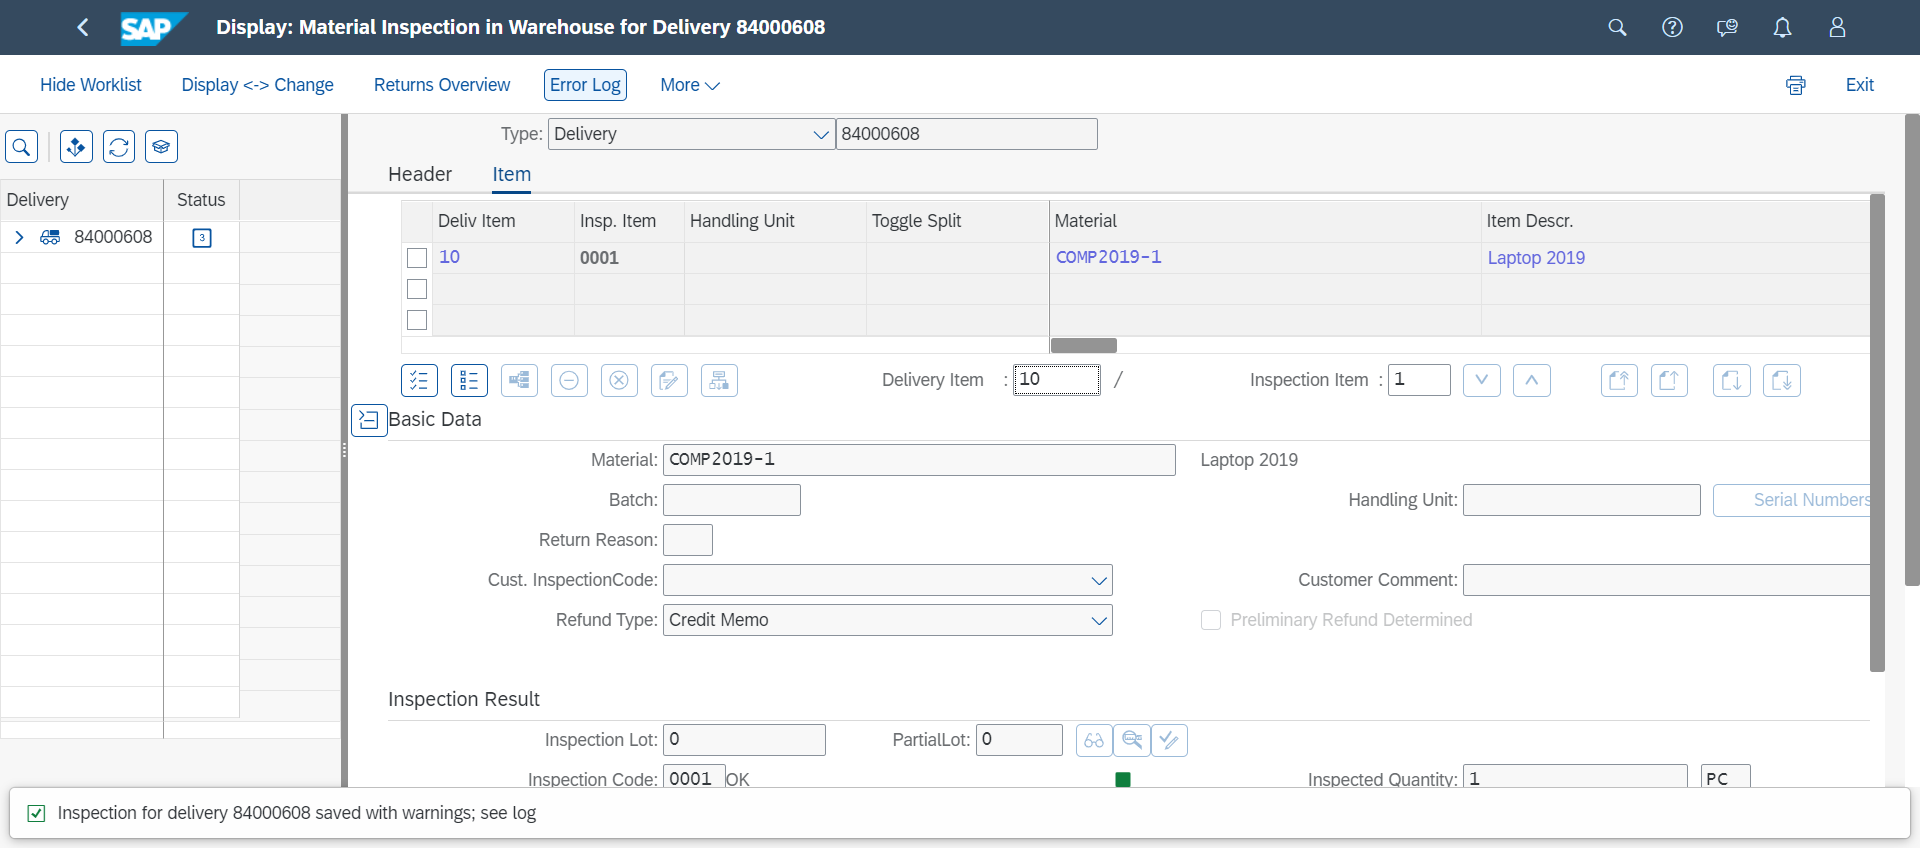 SAP Display: Material Inspection in Warehouse for Delivery 84000608
Hide Worklist Display <-> Change Returns Overview Error Log More Exit
Type: Delivery 84000608
Header Item
Delivery Status
84000608 3
Deliv Item Insp. Item Handling Unit Toggle Split Material Item Descr.
10 0001 COMP2019-1 Laptop 2019
Delivery Item : 10 / Inspection Item : 1
Basic Data
Material: COMP2019-1 Laptop 2019
Batch: Handling Unit: Serial Numbers
Return Reason:
Cust. InspectionCode: Customer Comment:
Refund Type: Credit Memo Preliminary Refund Determined
Inspection Result
Inspection Lot: 0 PartialLot: 0
Inspection Code: 0001 OK Inspected Quantity: 1 PC
Inspection for delivery 84000608 saved with warnings; see log